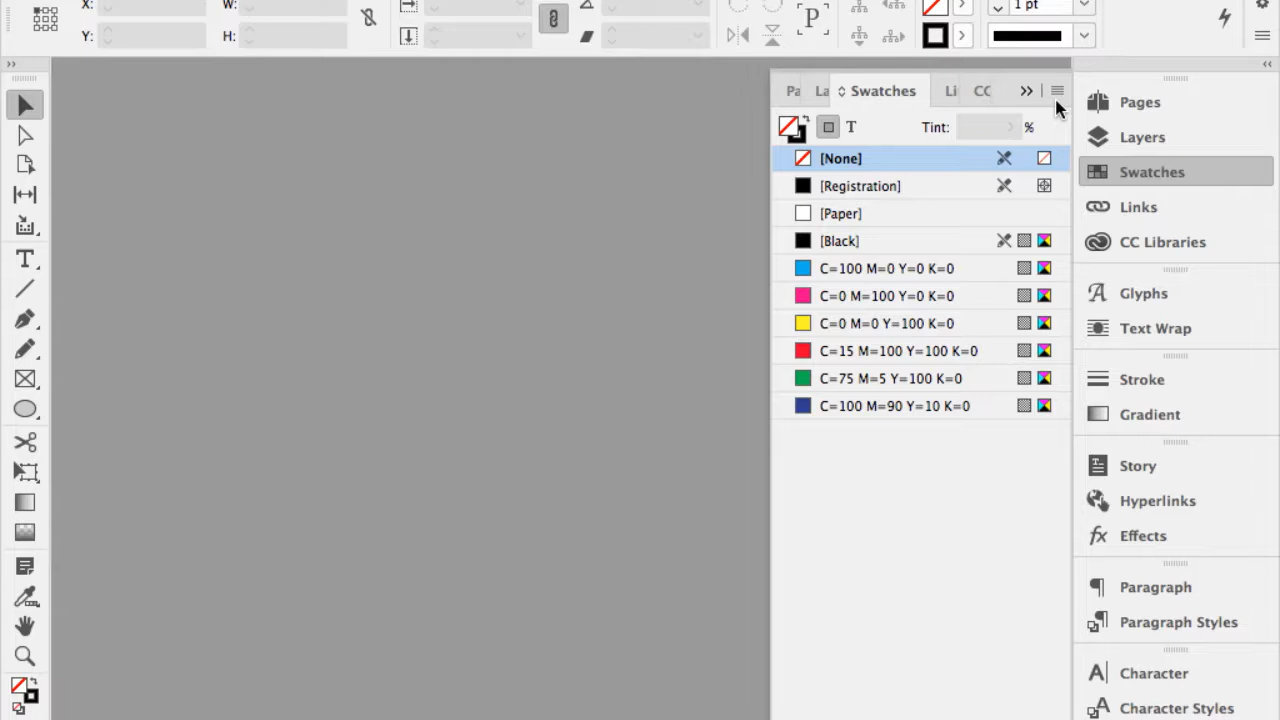 X: W: 1 pt
Y: H: P
Pa La Swatches Li CC
T Tint: %
[None]
[Registration]
[Paper]
[Black]
C=100 M=0 Y=0 K=0
C=0 M=100 Y=0 K=0
C=0 M=0 Y=100 K=0
C=15 M=100 Y=100 K=0
C=75 M=5 Y=100 K=0
C=100 M=90 Y=10 K=0
Pages
Layers
Swatches
Links
CC Libraries
Glyphs
Text Wrap
Stroke
Gradient
Story
Hyperlinks
Effects
Paragraph
Paragraph Styles
Character
Character Styles